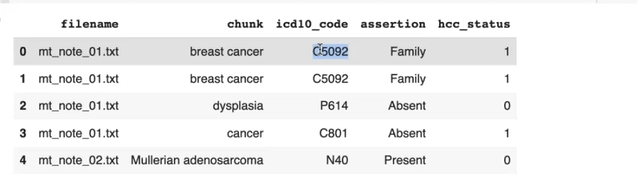 filename chunk icd10_code assertion hcc_status
0 mt_note_01.txt breast cancer C5092 Family 1
1 mt_note_01.txt breast cancer C5092 Family 1
2 mt_note_01.txt dysplasia P614 Absent 0
3 mt_note_01.txt cancer C801 Absent 1
4 mt_note_02.txt Mullerian adenosarcoma N40 Present 0